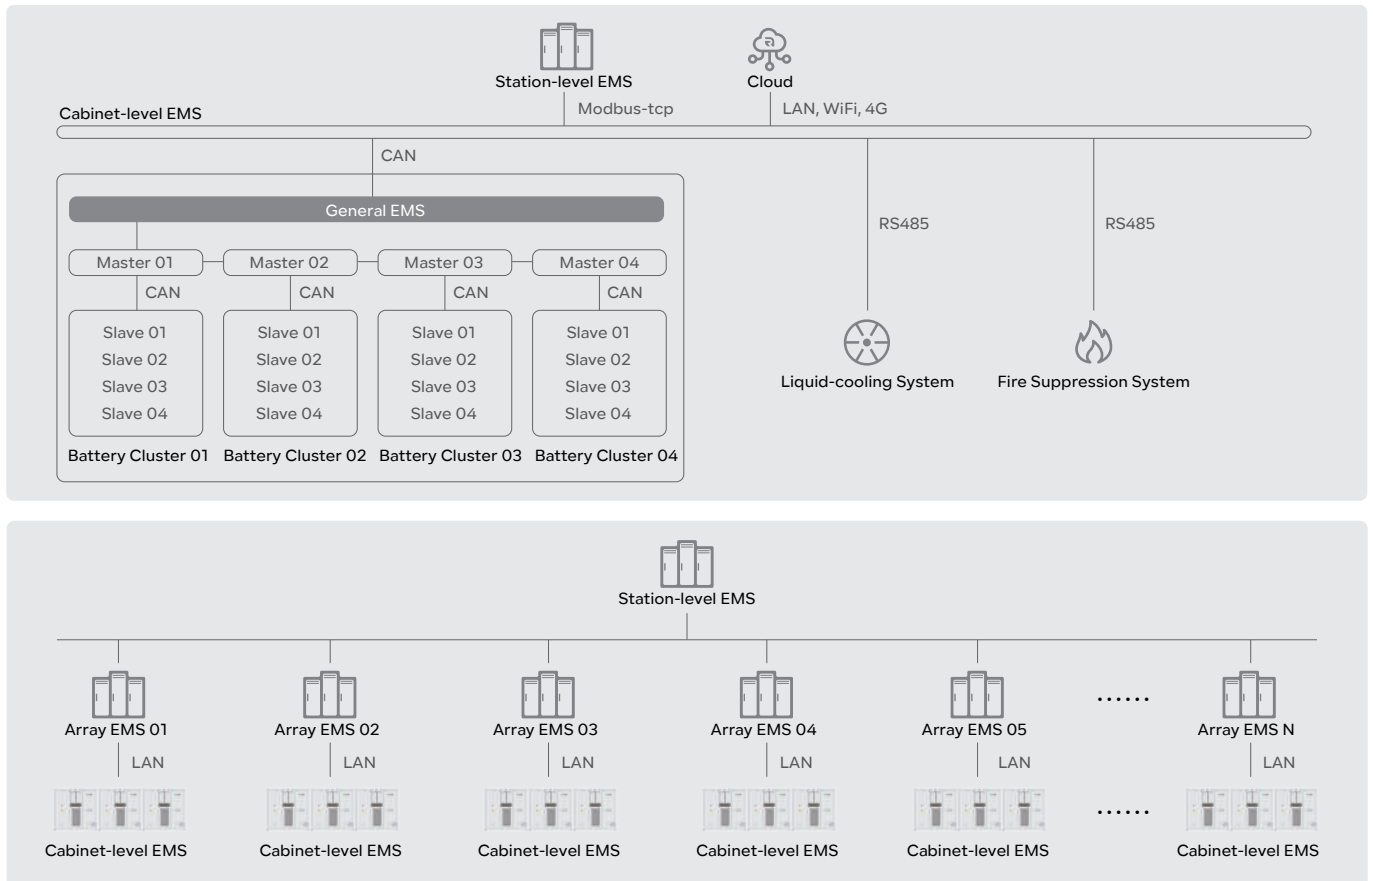 Station-level EMS
Cloud
Modbus-tcp
LAN, WiFi, 4G
Cabinet-level EMS
CAN
General EMS
RS485
RS485
Master 01
Master 02
Master 03
Master 04
CAN
CAN
CAN
CAN
Slave 01
Slave 02
Slave 03
Slave 04
Slave 01
Slave 02
Slave 03
Slave 04
Slave 01
Slave 02
Slave 03
Slave 04
Slave 01
Slave 02
Slave 03
Slave 04
Battery Cluster 01
Battery Cluster 02
Battery Cluster 03
Battery Cluster 04
Liquid-cooling System
Fire Suppression System
Station-level EMS
Array EMS 01
Array EMS 02
Array EMS 03
Array EMS 04
Array EMS 05
......
Array EMS N
LAN
LAN
LAN
LAN
LAN
LAN
......
Cabinet-level EMS
Cabinet-level EMS
Cabinet-level EMS
Cabinet-level EMS
Cabinet-level EMS
Cabinet-level EMS